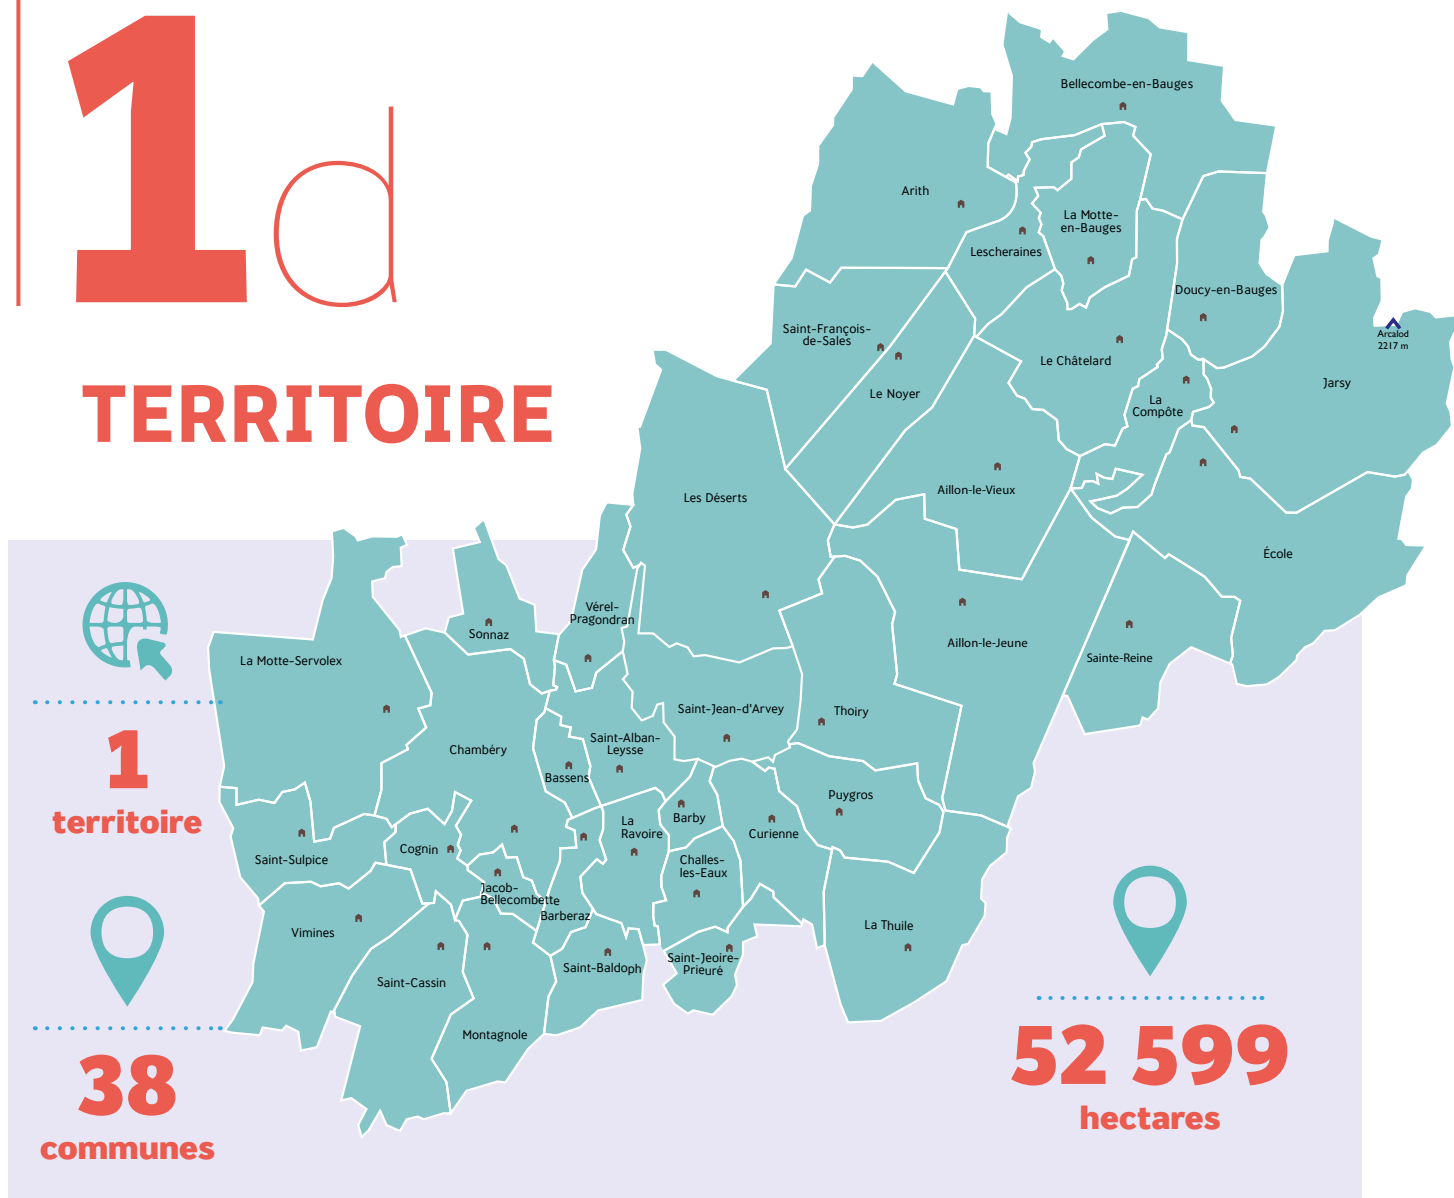 1d
TERRITOIRE
Bellecombe-en-Bauges
Arith
La Motte-
en-Bauges
Lescheraines
Doucy-en-Bauges
Saint-François-
de-Sales
Arcalod
2217 m
Le Châtelard
Jarsy
Le Noyer
La
Compôte
Aillon-le-Vieux
Les Déserts
École
Vérel-
Pragondran
Sonnaz
Aillon-le-Jeune
Sainte-Reine
La Motte-Servolex
Saint-Jean-d'Arvey
Thoiry
Chambéry
Saint-Alban-
Leysse
Bassens
Puygros
La
Ravoire
Barby
Curienne
Cognin
Saint-Sulpice
Challes-
les-Eaux
Jacob-
Bellecombette
Barberaz
Vimines
La Thuile
Saint-Baldoph
Saint-Jeoire-
Prieuré
Saint-Cassin
Montagnole
1
territoire
38
communes
52 599
hectares